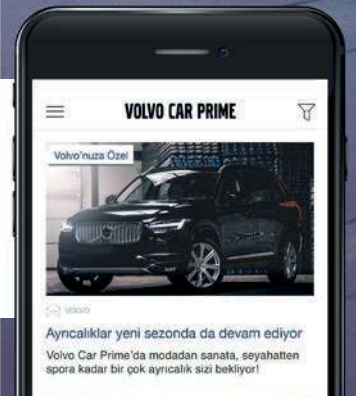 VOLVO CAR PRIME
Volvo'nuza Özel
VOLVO
Ayrıcalıklar yeni sezonda da devam ediyor
Volvo Car Prime'da modadan sanata, seyahatten
spora kadar bir çok ayrıcalık sizi bekliyor!